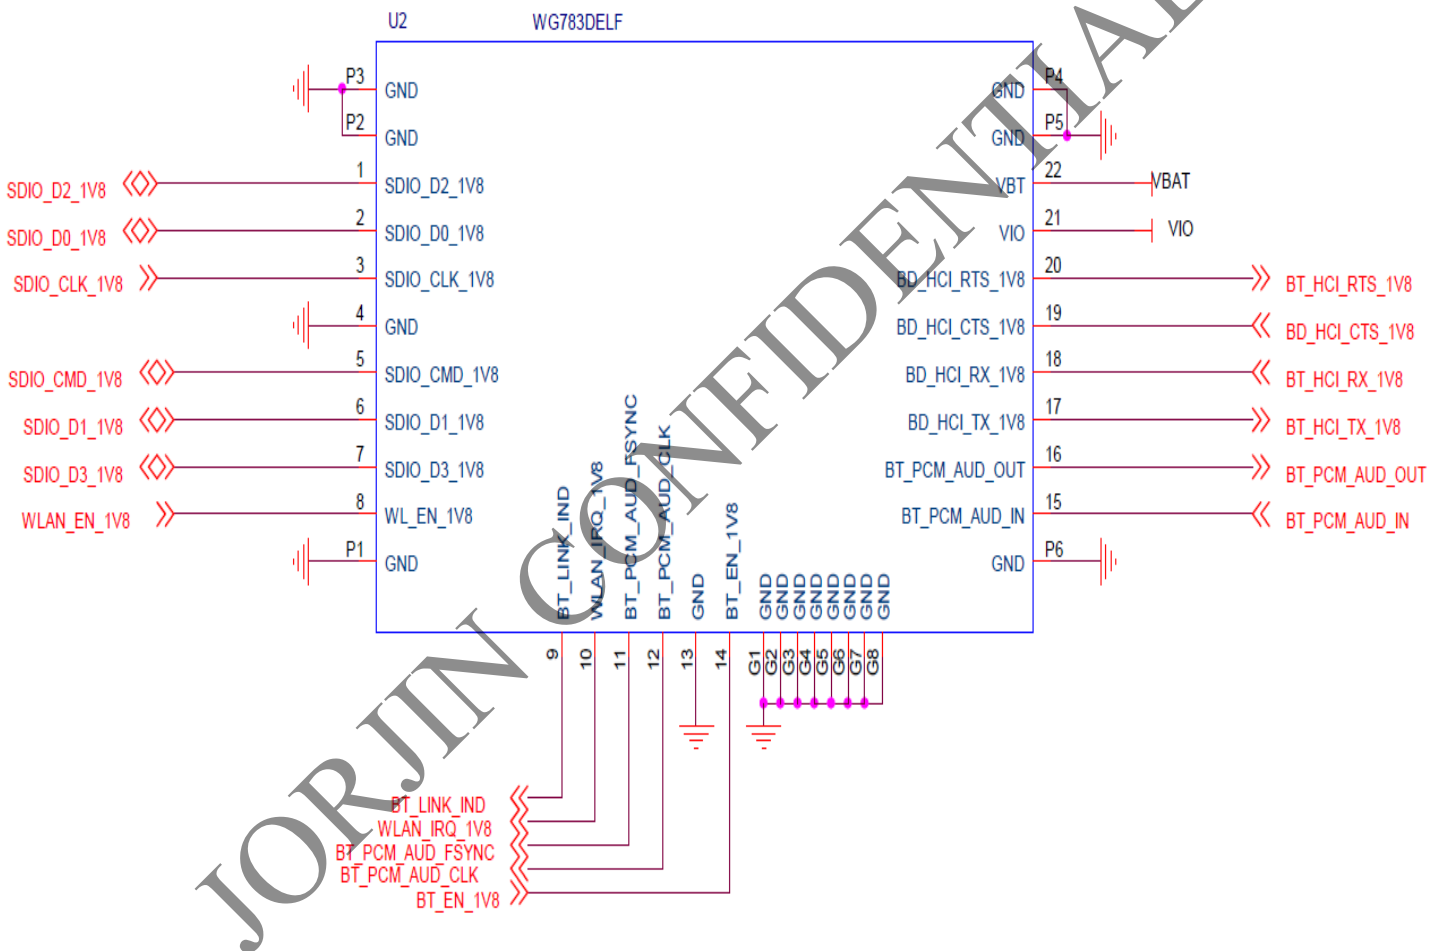 U2 WG783DELF
P3 GND
P2 GND
SDIO_D2_1V8 1 SDIO_D2_1V8
SDIO_D0_1V8 2 SDIO_D0_1V8
SDIO_CLK_1V8 3 SDIO_CLK_1V8
4 GND
SDIO_CMD_1V8 5 SDIO_CMD_1V8
SDIO_D1_1V8 6 SDIO_D1_1V8
SDIO_D3_1V8 7 SDIO_D3_1V8
WLAN_EN_1V8 8 WL_EN_1V8
P1 GND
GND P4
GND P5
VBT 22 VBAT
VIO 21 VIO
BD_HCI_RTS_1V8 20 BT_HCI_RTS_1V8
BD_HCI_CTS_1V8 19 BD_HCI_CTS_1V8
BD_HCI_RX_1V8 18 BT_HCI_RX_1V8
BD_HCI_TX_1V8 17 BT_HCI_TX_1V8
BT_PCM_AUD_OUT 16 BT_PCM_AUD_OUT
BT_PCM_AUD_IN 15 BT_PCM_AUD_IN
GND P6
BT_LINK_IND 9
WLAN_IRQ_1V8 10
BT_PCM_AUD_FSYNC 11
BT_PCM_AUD_CLK 12
GND 13
BT_EN_1V8 14
GND G1
GND G2
GND G3
GND G4
GND G5
GND G6
GND G7
GND G8
BT_LINK_IND
WLAN_IRQ_1V8
BT_PCM_AUD_FSYNC
BT_PCM_AUD_CLK
BT_EN_1V8
JORJIN CONFIDENTIAL